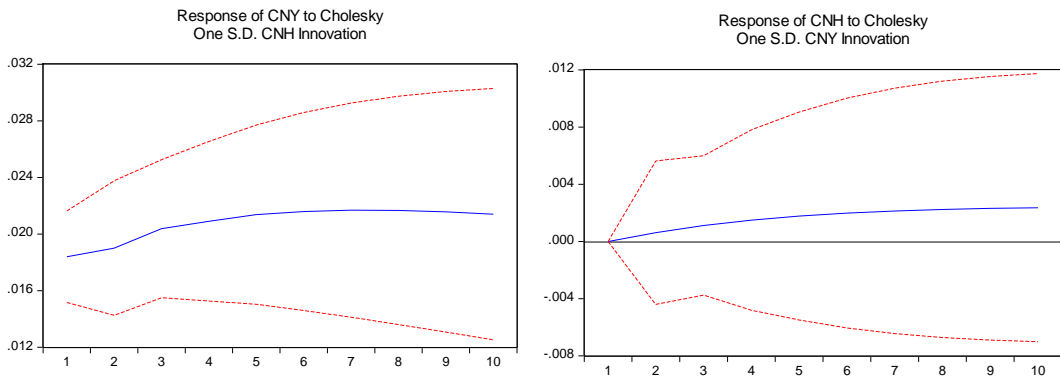 Response of CNY to Cholesky
One S.D. CNH Innovation
.032
.028
.024
.020
.016
.012
1 2 3 4 5 6 7 8 9 10
Response of CNH to Cholesky
One S.D. CNY Innovation
.012
.008
.004
.000
-.004
-.008
1 2 3 4 5 6 7 8 9 10